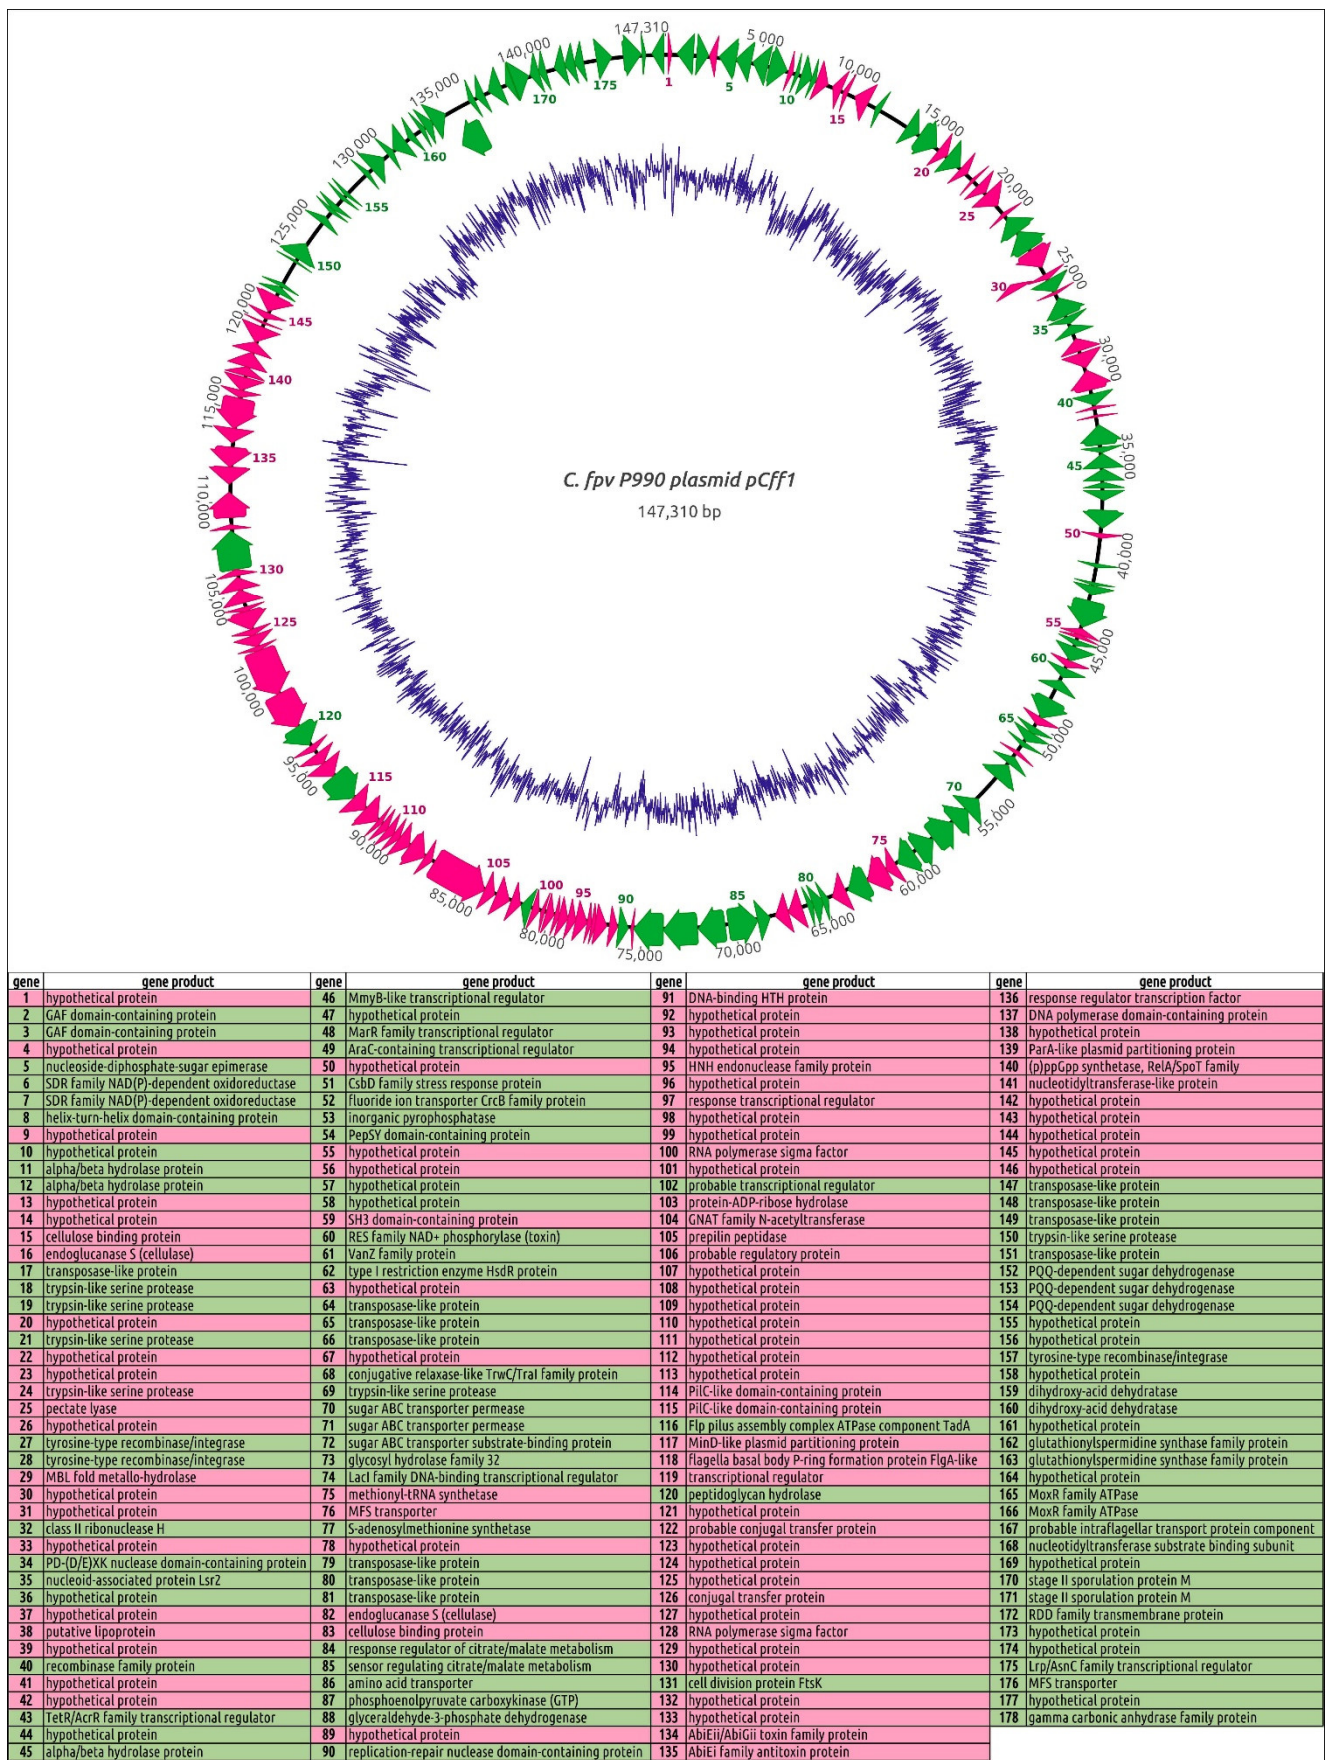 147,310
5,000
10,000
15,000
20,000
25,000
30,000
35,000
40,000
45,000
50,000
55,000
60,000
65,000
70,000
75,000
80,000
85,000
90,000
95,000
100,000
105,000
110,000
115,000
120,000
125,000
130,000
135,000
140,000
1
5
10
15
20
25
30
35
40
45
50
55
60
65
70
75
80
85
90
95
100
105
110
115
120
125
130
135
140
145
150
155
160
170
175
C. fpv P990 plasmid pCff1
147,310 bp
gene gene product gene gene product gene gene product gene gene product
1 hypothetical protein 46 MmyB-like transcriptional regulator 91 DNA-binding HTH protein 136 response regulator transcription factor
2 GAF domain-containing protein 47 hypothetical protein 92 hypothetical protein 137 DNA polymerase domain-containing protein
3 GAF domain-containing protein 48 MarR family transcriptional regulator 93 hypothetical protein 138 hypothetical protein
4 hypothetical protein 49 AraC-containing transcriptional regulator 94 hypothetical protein 139 ParA-like plasmid partitioning protein
5 nucleoside-diphosphate-sugar epimerase 50 hypothetical protein 95 HNH endonuclease family protein 140 (p)ppGpp synthetase, RelA/SpoT family
6 SDR family NAD(P)-dependent oxidoreductase 51 CsbD family stress response protein 96 hypothetical protein 141 nucleotidyltransferase-like protein
7 SDR family NAD(P)-dependent oxidoreductase 52 fluoride ion transporter CrcB family protein 97 response transcriptional regulator 142 hypothetical protein
8 helix-turn-helix domain-containing protein 53 inorganic pyrophosphatase 98 hypothetical protein 143 hypothetical protein
9 hypothetical protein 54 PepSY domain-containing protein 99 hypothetical protein 144 hypothetical protein
10 hypothetical protein 55 hypothetical protein 100 RNA polymerase sigma factor 145 hypothetical protein
11 alpha/beta hydrolase protein 56 hypothetical protein 101 hypothetical protein 146 hypothetical protein
12 alpha/beta hydrolase protein 57 hypothetical protein 102 probable transcriptional regulator 147 transposase-like protein
13 hypothetical protein 58 hypothetical protein 103 protein-ADP-ribose hydrolase 148 transposase-like protein
14 hypothetical protein 59 SH3 domain-containing protein 104 GNAT family N-acetyltransferase 149 transposase-like protein
15 cellulose binding protein 60 RES family NAD+ phosphorylase (toxin) 105 prepilin peptidase 150 trypsin-like serine protease
16 endoglucanase S (cellulase) 61 VanZ family protein 106 probable regulatory protein 151 transposase-like protein
17 transposase-like protein 62 type I restriction enzyme HsdR protein 107 hypothetical protein 152 PQQ-dependent sugar dehydrogenase
18 trypsin-like serine protease 63 hypothetical protein 108 hypothetical protein 153 PQQ-dependent sugar dehydrogenase
19 trypsin-like serine protease 64 transposase-like protein 109 hypothetical protein 154 PQQ-dependent sugar dehydrogenase
20 hypothetical protein 65 transposase-like protein 110 hypothetical protein 155 hypothetical protein
21 trypsin-like serine protease 66 transposase-like protein 111 hypothetical protein 156 hypothetical protein
22 hypothetical protein 67 hypothetical protein 112 hypothetical protein 157 tyrosine-type recombinase/integrase
23 hypothetical protein 68 conjugative relaxase-like TrwC/TraI family protein 113 hypothetical protein 158 hypothetical protein
24 trypsin-like serine protease 69 trypsin-like serine protease 114 PilC-like domain-containing protein 159 dihydroxy-acid dehydratase
25 pectate lyase 70 sugar ABC transporter permease 115 PilC-like domain-containing protein 160 dihydroxy-acid dehydratase
26 hypothetical protein 71 sugar ABC transporter permease 116 Flp pilus assembly complex ATPase component TadA 161 hypothetical protein
27 tyrosine-type recombinase/integrase 72 sugar ABC transporter substrate-binding protein 117 MinD-like plasmid partitioning protein 162 glutathionylspermidine synthase family protein
28 tyrosine-type recombinase/integrase 73 glycosyl hydrolase family 32 118 flagella basal body P-ring formation protein FlgA-like 163 glutathionylspermidine synthase family protein
29 MBL fold metallo-hydrolase 74 LacI family DNA-binding transcriptional regulator 119 transcriptional regulator 164 hypothetical protein
30 hypothetical protein 75 methionyl-tRNA synthetase 120 peptidoglycan hydrolase 165 MoxR family ATPase
31 hypothetical protein 76 MFS transporter 121 hypothetical protein 166 MoxR family ATPase
32 class II ribonuclease H 77 S-adenosylmethionine synthetase 122 probable conjugal transfer protein 167 probable intraflagellar transport protein component
33 hypothetical protein 78 hypothetical protein 123 hypothetical protein 168 nucleotidyltransferase substrate binding subunit
34 PD-(D/E)XK nuclease domain-containing protein 79 transposase-like protein 124 hypothetical protein 169 hypothetical protein
35 nucleoid-associated protein Lsr2 80 transposase-like protein 125 hypothetical protein 170 stage II sporulation protein M
36 hypothetical protein 81 transposase-like protein 126 conjugal transfer protein 171 stage II sporulation protein M
37 hypothetical protein 82 endoglucanase S (cellulase) 127 hypothetical protein 172 RDD family transmembrane protein
38 putative lipoprotein 83 cellulose binding protein 128 RNA polymerase sigma factor 173 hypothetical protein
39 hypothetical protein 84 response regulator of citrate/malate metabolism 129 hypothetical protein 174 hypothetical protein
40 recombinase family protein 85 sensor regulating citrate/malate metabolism 130 hypothetical protein 175 Lrp/AsnC family transcriptional regulator
41 hypothetical protein 86 amino acid transporter 131 cell division protein FtsK 176 MFS transporter
42 hypothetical protein 87 phosphoenolpyruvate carboxykinase (GTP) 132 hypothetical protein 177 hypothetical protein
43 TetR/AcrR family transcriptional regulator 88 glyceraldehyde-3-phosphate dehydrogenase 133 hypothetical protein 178 gamma carbonic anhydrase family protein
44 hypothetical protein 89 hypothetical protein 134 AbiEii/AbiGii toxin family protein
45 alpha/beta hydrolase protein 90 replication-repair nuclease domain-containing protein 135 AbiEi family antitoxin protein